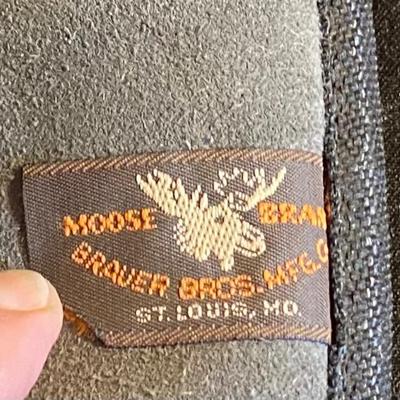 MOOSE BRAN
BRAUER BROS. MFG. C
ST. LOUIS, MO.